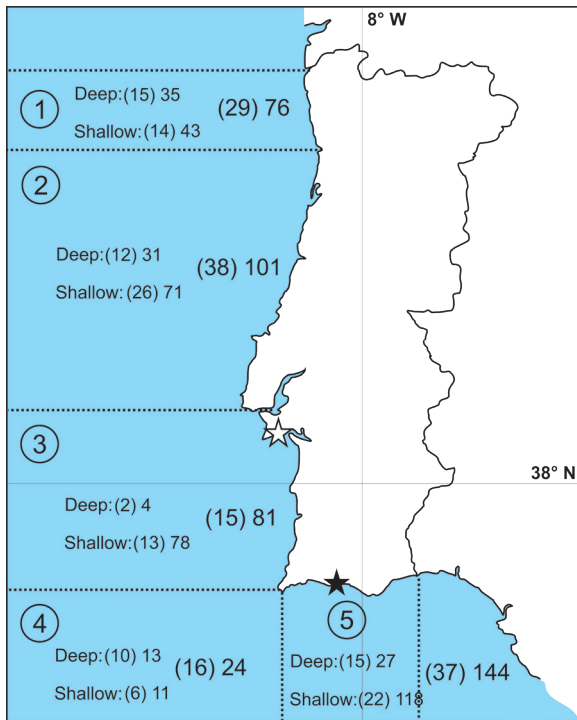 8° W
1
Deep:(15) 35
(29) 76
Shallow:(14) 43
2
Deep:(12) 31
(38) 101
Shallow:(26) 71
3
38° N
Deep:(2) 4
(15) 81
Shallow:(13) 78
4
5
Deep:(10) 13
(16) 24
Shallow:(6) 11
Deep:(15) 27
(37) 144
Shallow:(22) 118